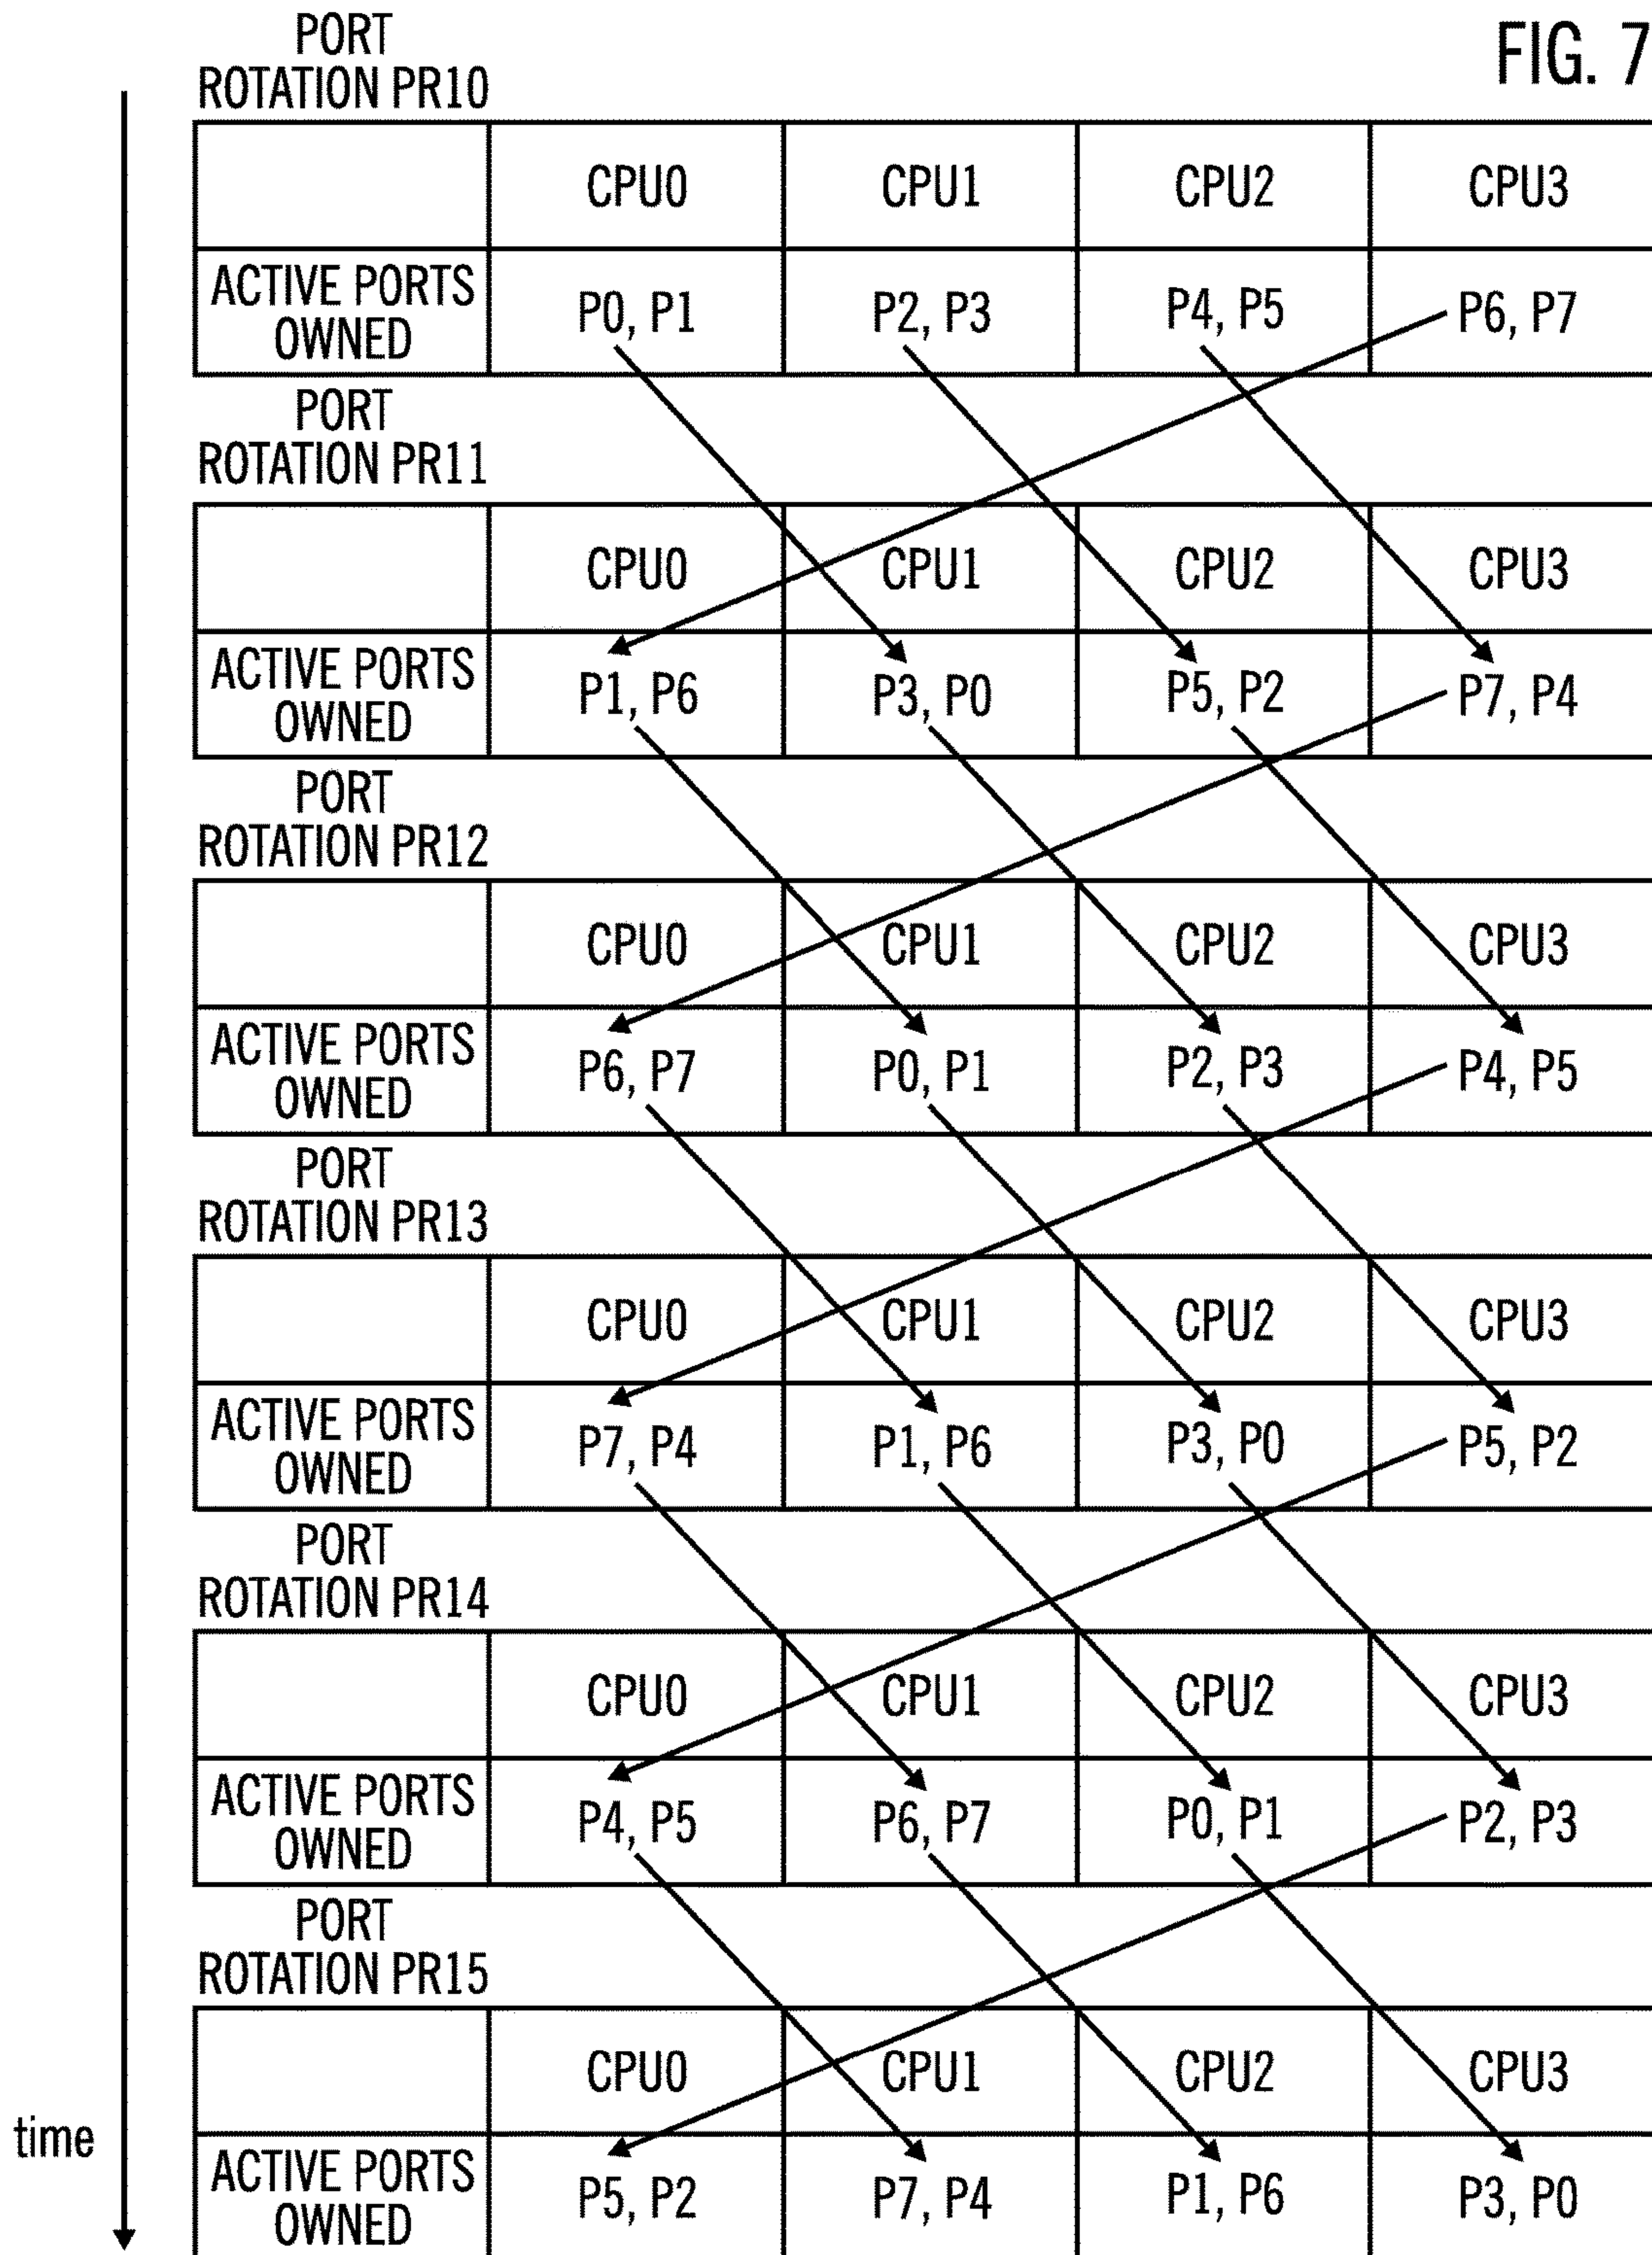 FIG. 7
PORT
ROTATION PR10
CPU0 CPU1 CPU2 CPU3
ACTIVE PORTS
OWNED
P0, P1 P2, P3 P4, P5 P6, P7
PORT
ROTATION PR11
CPU0 CPU1 CPU2 CPU3
ACTIVE PORTS
OWNED
P1, P6 P3, P0 P5, P2 P7, P4
PORT
ROTATION PR12
CPU0 CPU1 CPU2 CPU3
ACTIVE PORTS
OWNED
P6, P7 P0, P1 P2, P3 P4, P5
PORT
ROTATION PR13
CPU0 CPU1 CPU2 CPU3
ACTIVE PORTS
OWNED
P7, P4 P1, P6 P3, P0 P5, P2
PORT
ROTATION PR14
CPU0 CPU1 CPU2 CPU3
ACTIVE PORTS
OWNED
P4, P5 P6, P7 P0, P1 P2, P3
PORT
ROTATION PR15
CPU0 CPU1 CPU2 CPU3
time
ACTIVE PORTS
OWNED
P5, P2 P7, P4 P1, P6 P3, P0